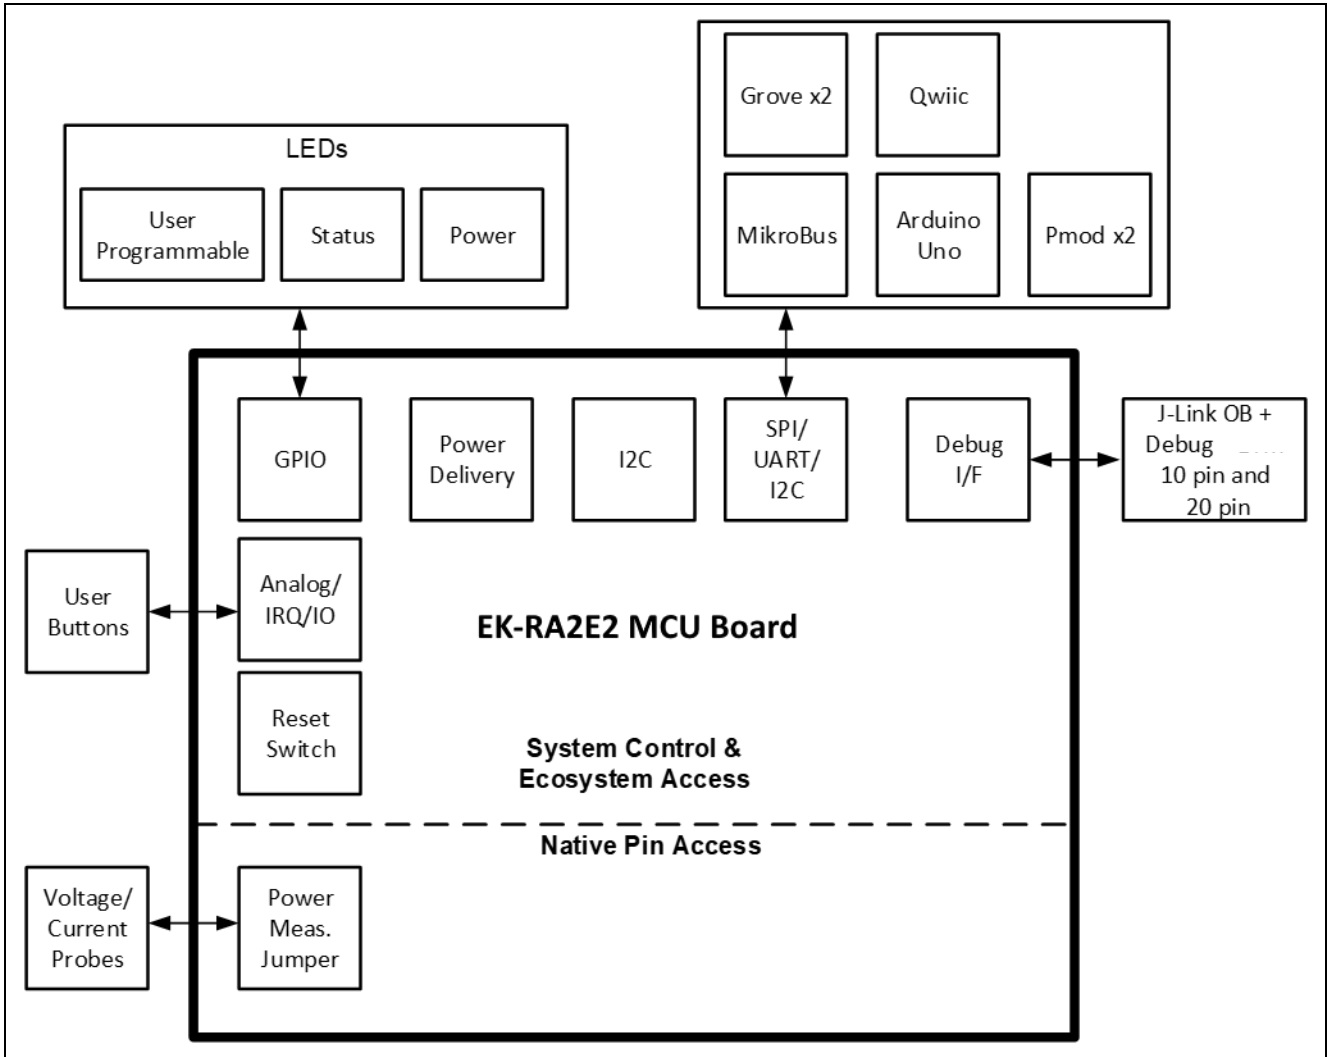 Grove x2
Qwiic
LEDs
User
Programmable
Status
Power
MikroBus
Arduino
Uno
Pmod x2
GPIO
Power
Delivery
I2C
SPI/
UART/
I2C
Debug
I/F
J-Link OB +
Debug
10 pin and
20 pin
User
Buttons
Analog/
IRQ/IO
EK-RA2E2 MCU Board
Reset
Switch
System Control &
Ecosystem Access
Native Pin Access
Voltage/
Current
Probes
Power
Meas.
Jumper